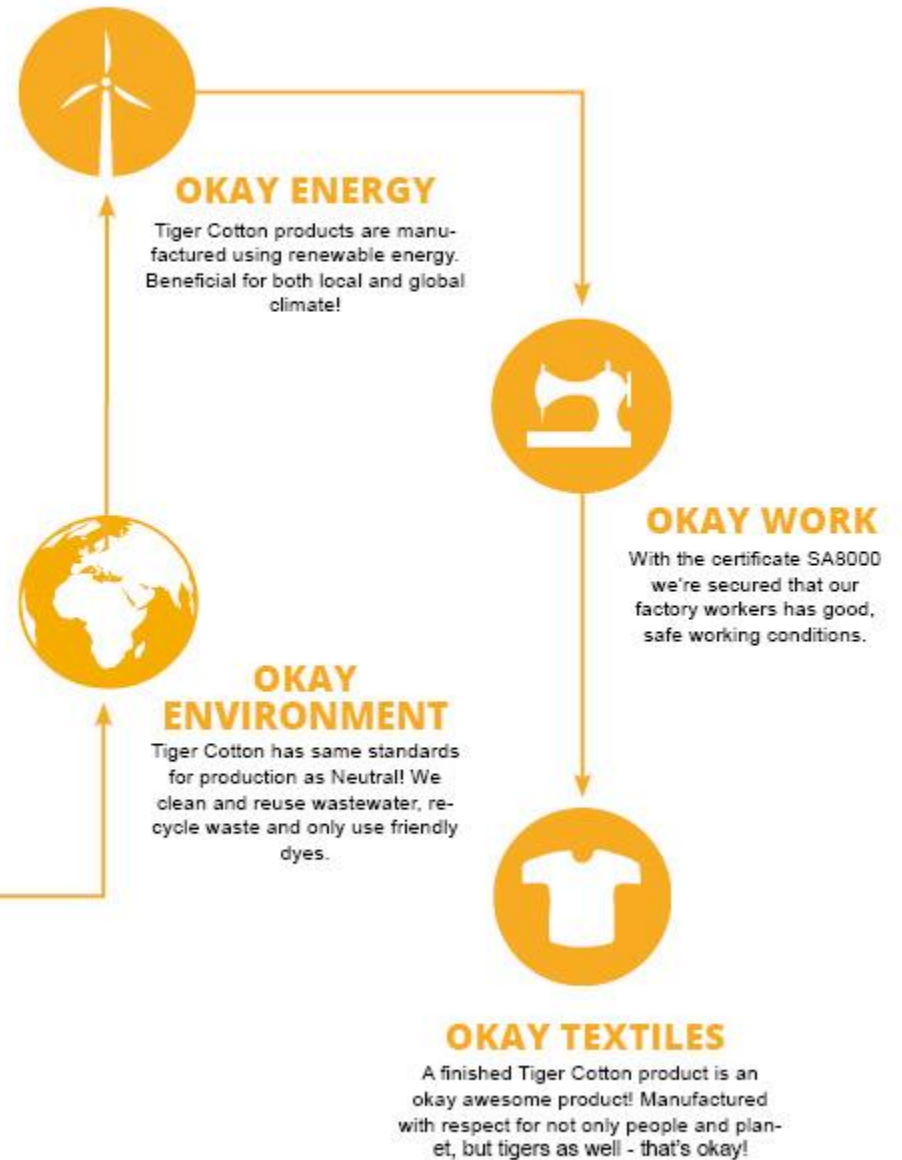 OKAY ENERGY
Tiger Cotton products are manu-
factured using renewable energy.
Beneficial for both local and global
climate!
OKAY WORK
With the certificate SA8000
we're secured that our
factory workers has good,
safe working conditions.
OKAY
ENVIRONMENT
Tiger Cotton has same standards
for production as Neutral! We
clean and reuse wastewater, re-
cycle waste and only use friendly
dyes.
OKAY TEXTILES
A finished Tiger Cotton product is an
okay awesome product! Manufactured
with respect for not only people and plan-
et, but tigers as well - that's okay!